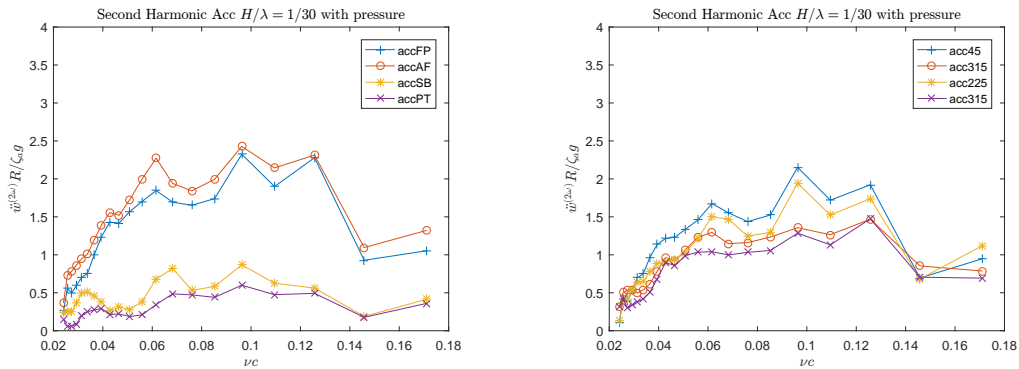 Second Harmonic Acc H/λ = 1/30 with pressure
4
3.5
3
2.5
2
1.5
1
0.5
0
0.02 0.04 0.06 0.08 0.1 0.12 0.14 0.16 0.18
νc
ẅ⁽²ω⁾R/ζₐg
accFP
accAF
accSB
accPT
Second Harmonic Acc H/λ = 1/30 with pressure
4
3.5
3
2.5
2
1.5
1
0.5
0
0.02 0.04 0.06 0.08 0.1 0.12 0.14 0.16 0.18
νc
ẅ⁽²ω⁾R/ζₐg
acc45
acc315
acc225
acc315